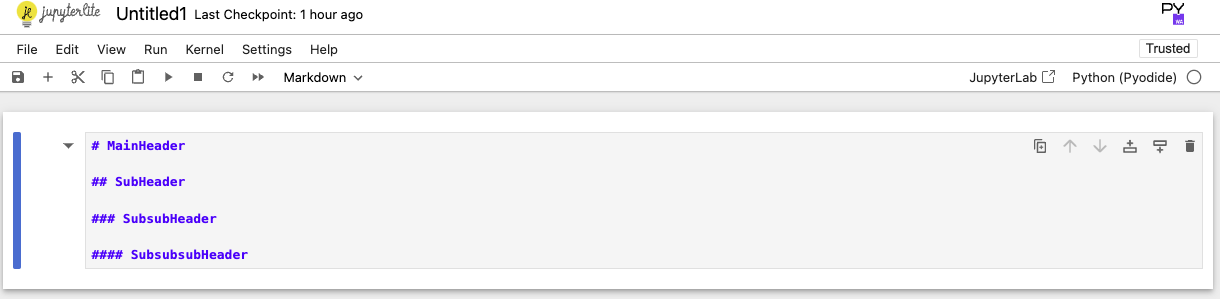 jupyterlite Untitled1 Last Checkpoint: 1 hour ago PY WA
File Edit View Run Kernel Settings Help Trusted
Markdown JupyterLab Python (Pyodide)
# MainHeader
## SubHeader
### SubsubHeader
#### SubsubsubHeader